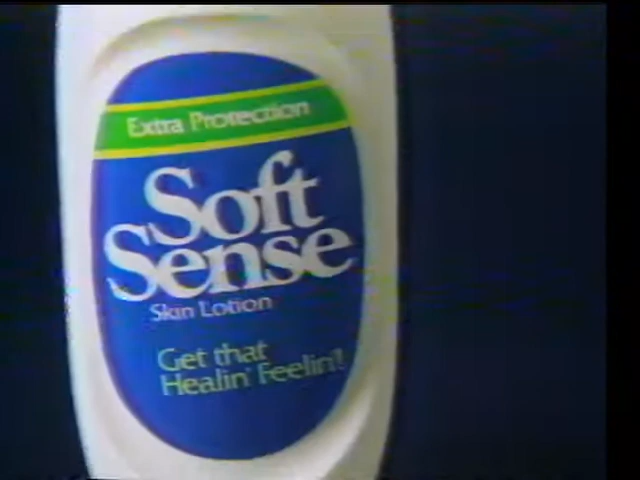 Extra Protection
Soft
Sense
Skin Lotion
Get that
Healin' Feelin'!